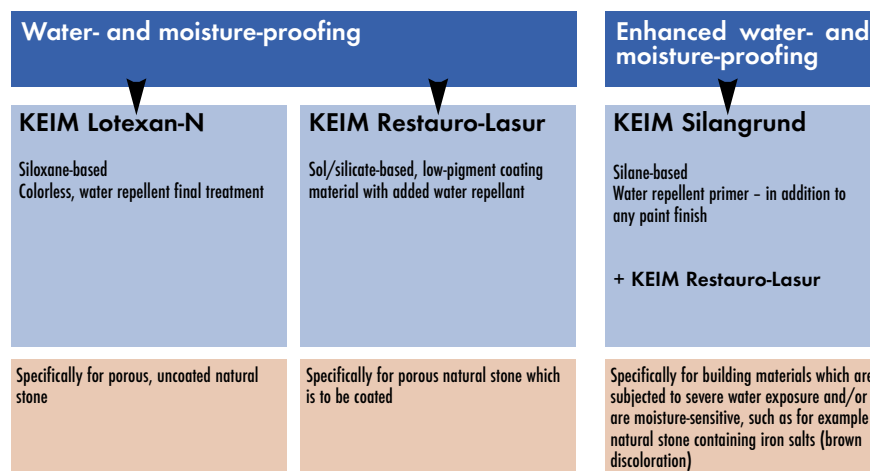 Water- and moisture-proofing
KEIM Lotexan-N
Siloxane-based
Colorless, water repellent final treatment
Specifically for porous, uncoated natural
stone
KEIM Restauro-Lasur
Sol/silicate-based, low-pigment coating
material with added water repellant
Specifically for porous natural stone which
is to be coated
Enhanced water- and
moisture-proofing
KEIM Silangrund
Silane-based
Water repellent primer – in addition to
any paint finish
+ KEIM Restauro-Lasur
Specifically for building materials which are
subjected to severe water exposure and/or
are moisture-sensitive, such as for example
natural stone containing iron salts (brown
discoloration)